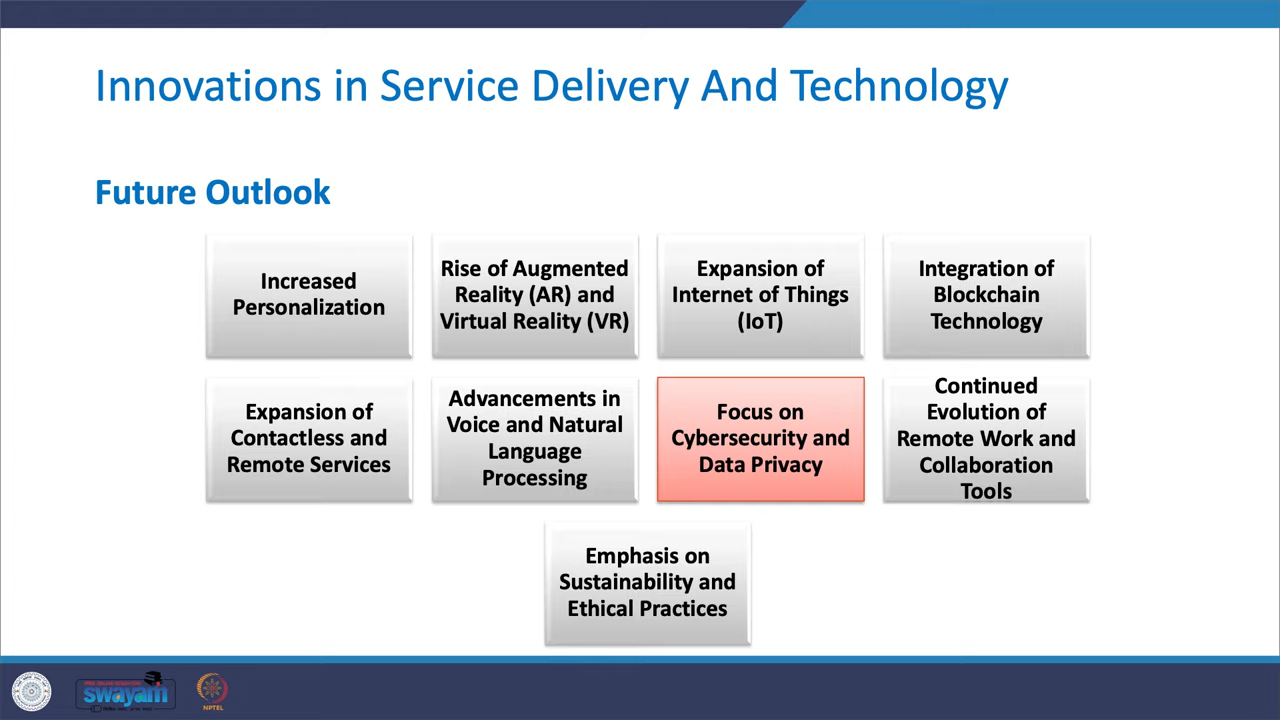 Innovations in Service Delivery And Technology
Future Outlook
Increased
Personalization
Rise of Augmented
Reality (AR) and
Virtual Reality (VR)
Expansion of
Internet of Things
(IoT)
Integration of
Blockchain
Technology
Expansion of
Contactless and
Remote Services
Advancements in
Voice and Natural
Language
Processing
Focus on
Cybersecurity and
Data Privacy
Continued
Evolution of
Remote Work and
Collaboration
Tools
Emphasis on
Sustainability and
Ethical Practices
swayam
NPTEL